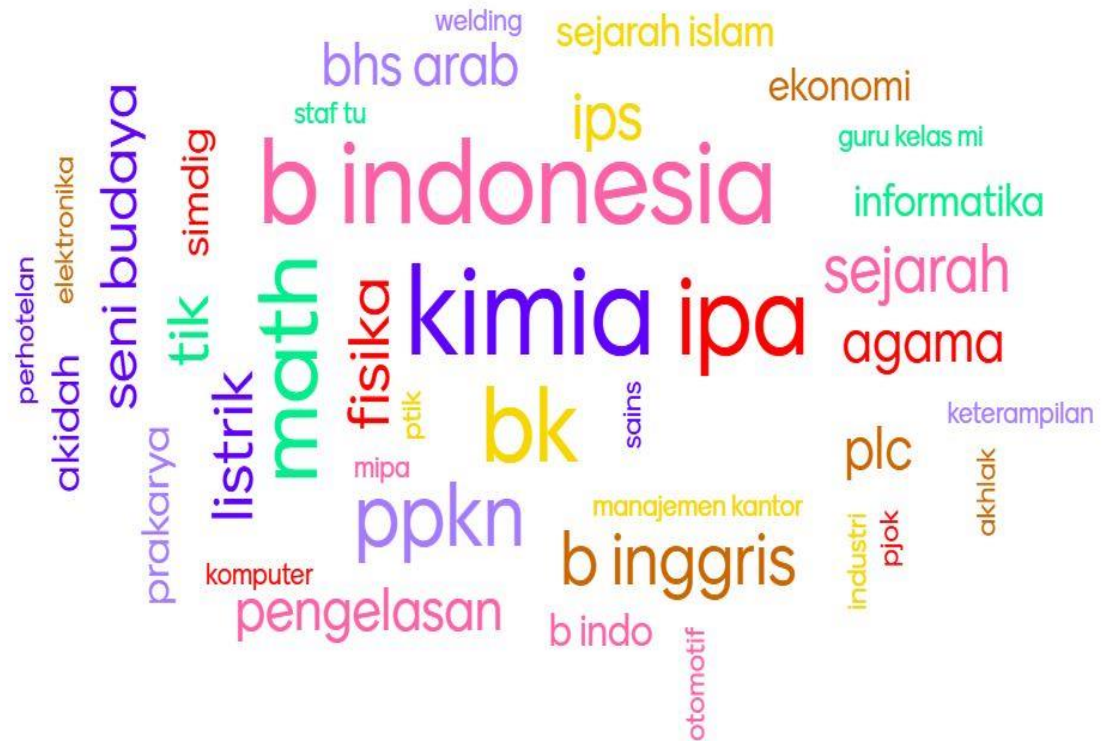 welding
sejarah islam
bhs arab
ekonomi
staf tu
ips
guru kelas mi
b indonesia
informatika
seni budaya
simdig
elektronika
perhotelan
sejarah
kimia
ipa
math
fisika
tik
agama
akidah
listrik
ptik
bk
sains
keterampilan
plc
akhlak
prakarya
mipa
ppkn
manajemen kantor
b inggris
industri
pjok
komputer
pengelasan
b indo
otomotif